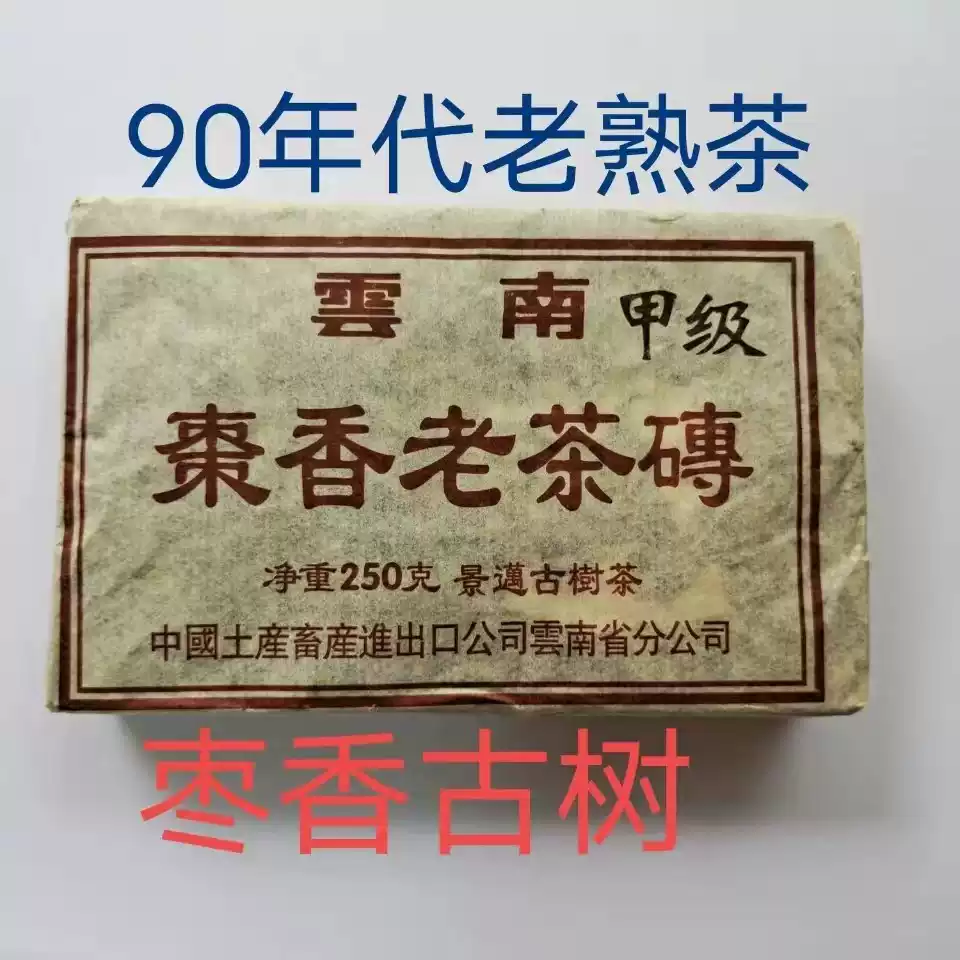 90年代老熟茶
雲南 甲级
棗香老茶磚
净重250克 景邁古樹茶
中國土産畜産進出口公司雲南省分公司
枣香古树